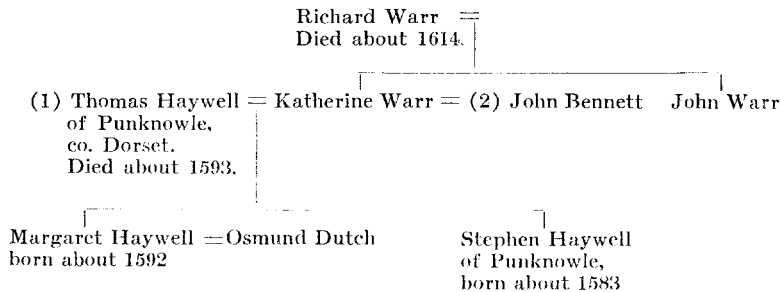 Richard Warr =
Died about 1614.
(1) Thomas Haywell = Katherine Warr = (2) John Bennett John Warr
of Punknowle,
co. Dorset.
Died about 1593.
Margaret Haywell = Osmund Dutch
born about 1592
Stephen Haywell
of Punknowle,
born about 1583